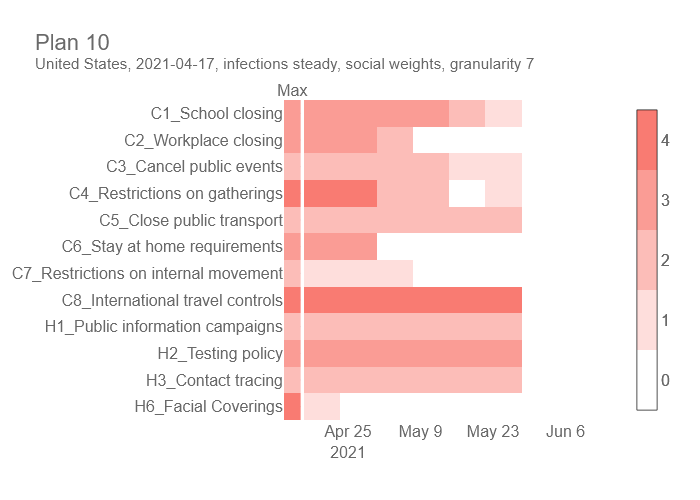 Plan 10
United States, 2021-04-17, infections steady, social weights, granularity 7
Max
C1_School closing
C2_Workplace closing
C3_Cancel public events
C4_Restrictions on gatherings
C5_Close public transport
C6_Stay at home requirements
C7_Restrictions on internal movement
C8_International travel controls
H1_Public information campaigns
H2_Testing policy
H3_Contact tracing
H6_Facial Coverings
Apr 25 May 9 May 23 Jun 6
2021
4
3
2
1
0